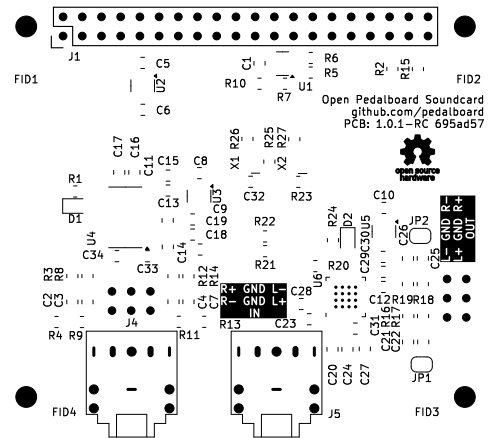 J1
C5
C1
R6
R5
R2
R15
FID1
U2
R10
R7
U1
FID2
C6
Open Pedalboard Soundcard
github.com/pedalboard
PCB: 1.0.1-RC 695ad57
C17
C16
C11
C15
C8
R26
X1
R25
X2
R27
open source
hardware
R1
D1
C32
R23
U3
C9
C10
C13
C19
C18
R22
R24
D2
U5
C26
JP2
R-
R+
GND
GND
L-
L+
OUT
U4
C34
C33
C14
R21
C30
C29
C25
R3
R8
R12
R14
U6
R20
R+ GND L-
R- GND L+
IN
C28
C12
R19
R18
C2
C3
C4
C7
J4
R4
R9
R11
R13
C23
C31
R16
R17
C21
C22
C20
C24
C27
JP1
FID4
J5
FID3